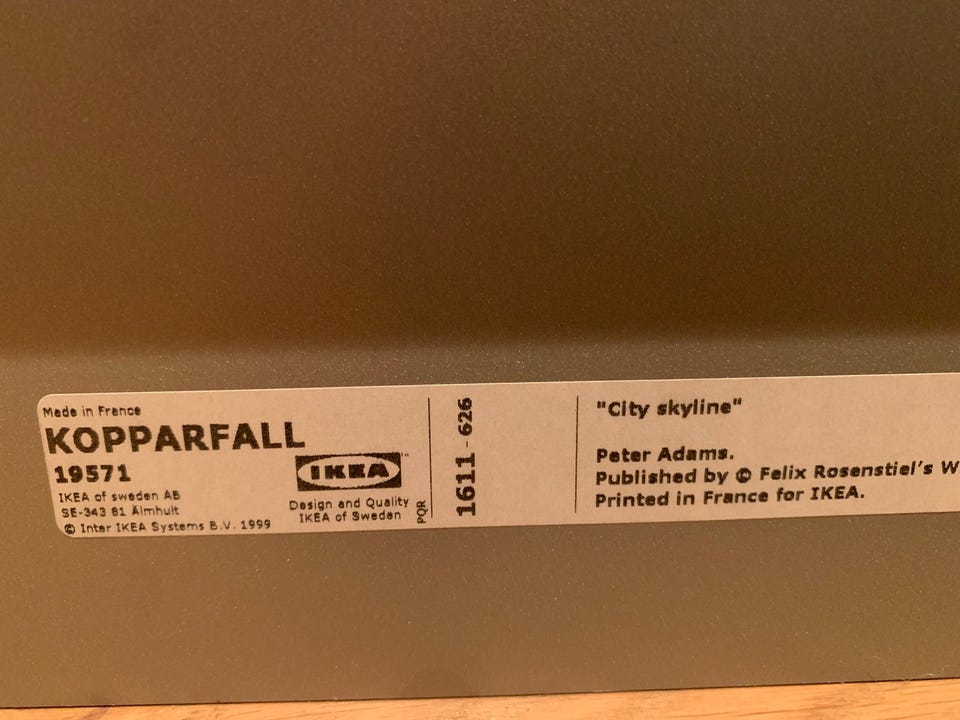 Made in France
KOPPARFALL
19571
IKEA of sweden AB
SE-343 81 Älmhult
© Inter IKEA Systems B.V. 1999
IKEA
Design and Quality
IKEA of Sweden
PQR
1611 - 626
"City skyline"
Peter Adams.
Published by © Felix Rosenstiel's W
Printed in France for IKEA.